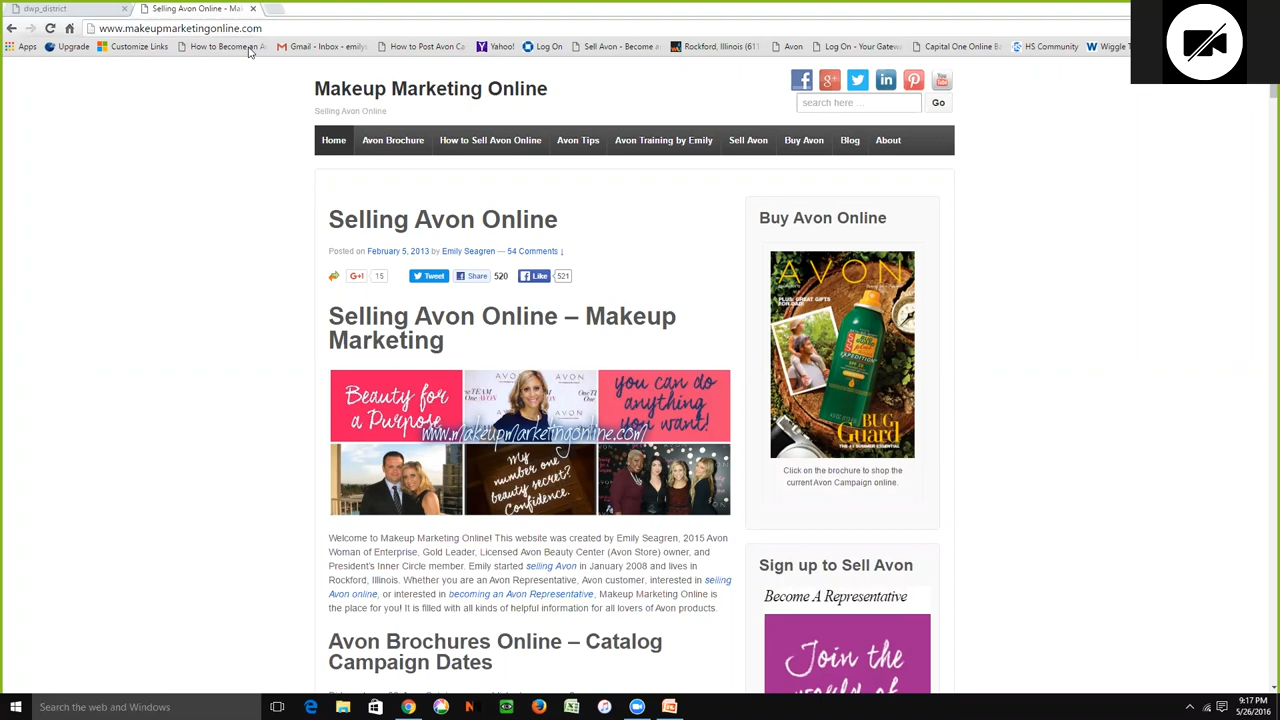 dwp_district
Selling Avon Online - Ma
www.makeupmarketingonline.com
Apps Upgrade Customize Links How to Become an A Gmail - Inbox - emily How to Post Avon Ca Yahoo! Log On Sell Avon - Become a Rockford, Illinois (611 Avon Log On - Your Gatew Capital One Online Ba HS Community Wiggle T
Makeup Marketing Online
Selling Avon Online
search here ... Go
Home Avon Brochure How to Sell Avon Online Avon Tips Avon Training by Emily Sell Avon Buy Avon Blog About
Selling Avon Online
Posted on February 5, 2013 by Emily Seagren — 54 Comments ↓
G+1 15 Tweet Share 520 Like 521
Selling Avon Online – Makeup
Marketing
Beauty for
a Purpose
AVON
you can do
anything
you want!
www.makeupmarketingonline.com
My
number one
beauty secret?
Confidence.
Welcome to Makeup Marketing Online! This website was created by Emily Seagren, 2015 Avon
Woman of Enterprise, Gold Leader, Licensed Avon Beauty Center (Avon Store) owner, and
President's Inner Circle member. Emily started selling Avon in January 2008 and lives in
Rockford, Illinois. Whether you are an Avon Representative, Avon customer, interested in selling
Avon online, or interested in becoming an Avon Representative, Makeup Marketing Online is
the place for you! It is filled with all kinds of helpful information for all lovers of Avon products.
Avon Brochures Online – Catalog
Campaign Dates
Buy Avon Online
AVON
PLUS: GREAT GIFTS
FOR DAD!
EXPEDITION
BUG
Guard
Click on the brochure to shop the
current Avon Campaign online.
Sign up to Sell Avon
Become A Representative
Join the
world of
Search the web and Windows
9:17 PM
5/26/2016